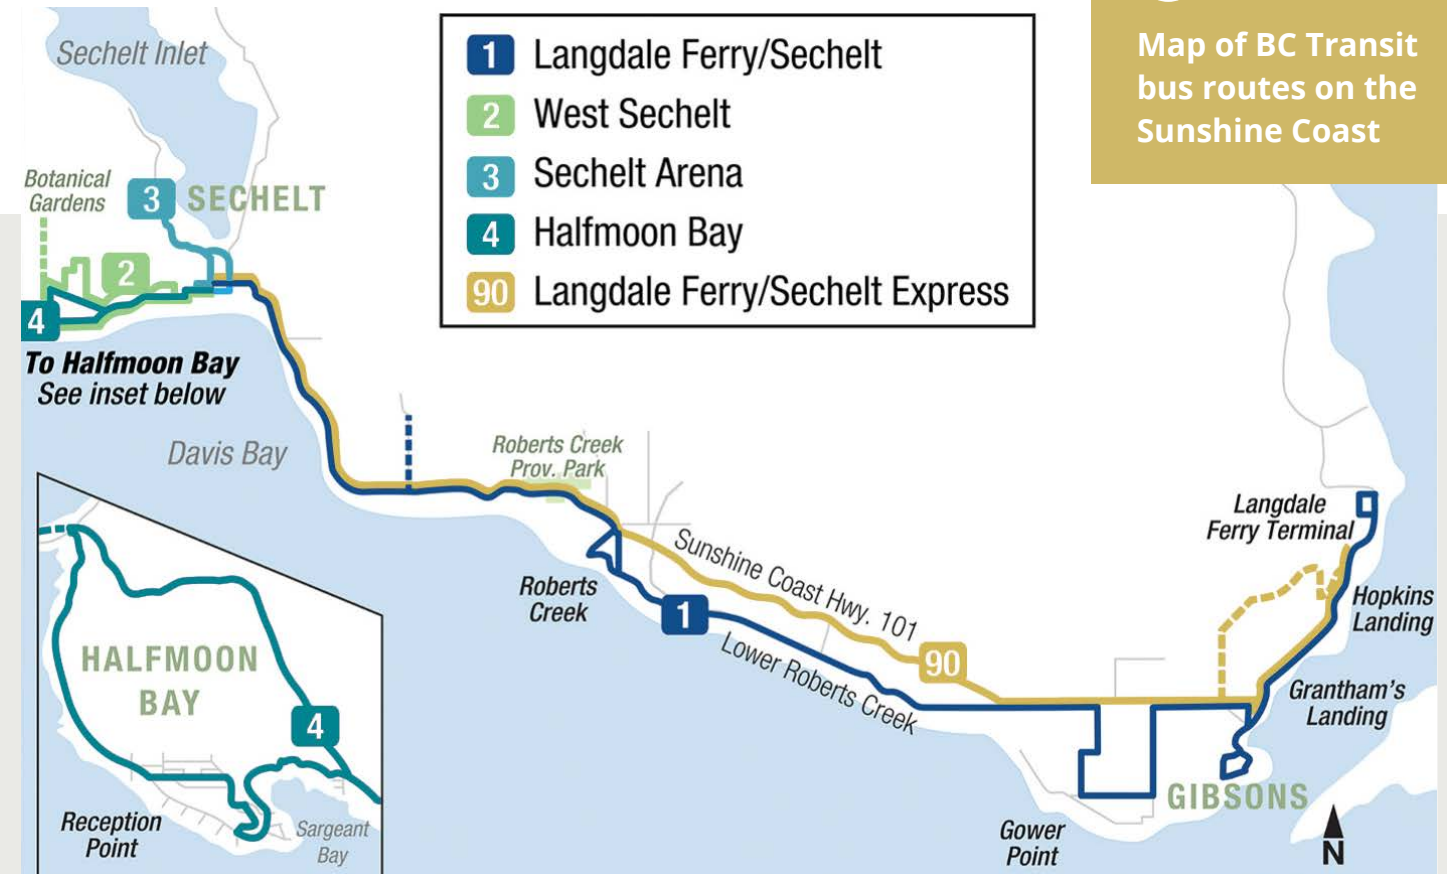 Map of BC Transit
bus routes on the
Sunshine Coast
1 Langdale Ferry/Sechelt
2 West Sechelt
3 Sechelt Arena
4 Halfmoon Bay
90 Langdale Ferry/Sechelt Express
Sechelt Inlet
Botanical
Gardens
3
SECHELT
2
4
To Halfmoon Bay
See inset below
Davis Bay
Roberts Creek
Prov. Park
Langdale
Ferry Terminal
Sunshine Coast Hwy. 101
Roberts
Creek
1
Hopkins
Landing
Lower Roberts Creek
90
Grantham's
Landing
GIBSONS
Gower
Point
N
HALFMOON
BAY
4
Reception
Point
Sargeant
Bay